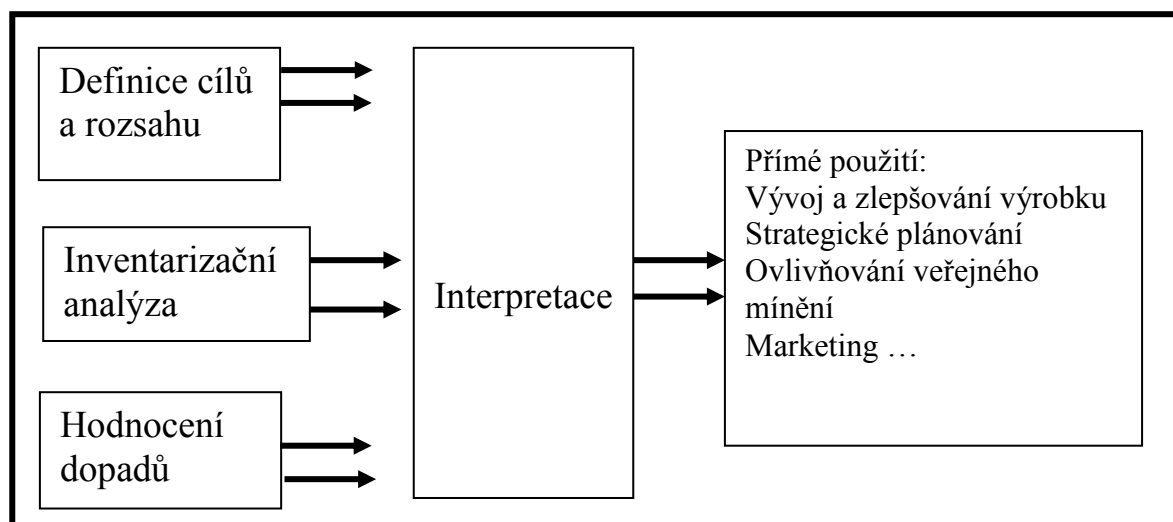 Definice cílů
a rozsahu
Inventarizační
analýza
Hodnocení
dopadů
Interpretace
Přímé použití:
Vývoj a zlepšování výrobku
Strategické plánování
Ovlivňování veřejného
mínění
Marketing …